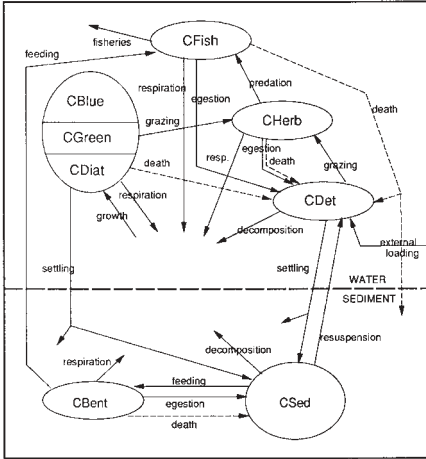 fisheries
CFish
feeding
CBlue
respiration
egestion
predation
death
CGreen
grazing
CHerb
egestion
death
CDiat
death
resp.
grazing
CDet
respiration
growth
decomposition
external
loading
settling
settling
WATER
SEDIMENT
resuspension
decomposition
respiration
feeding
CBent
egestion
CSed
death